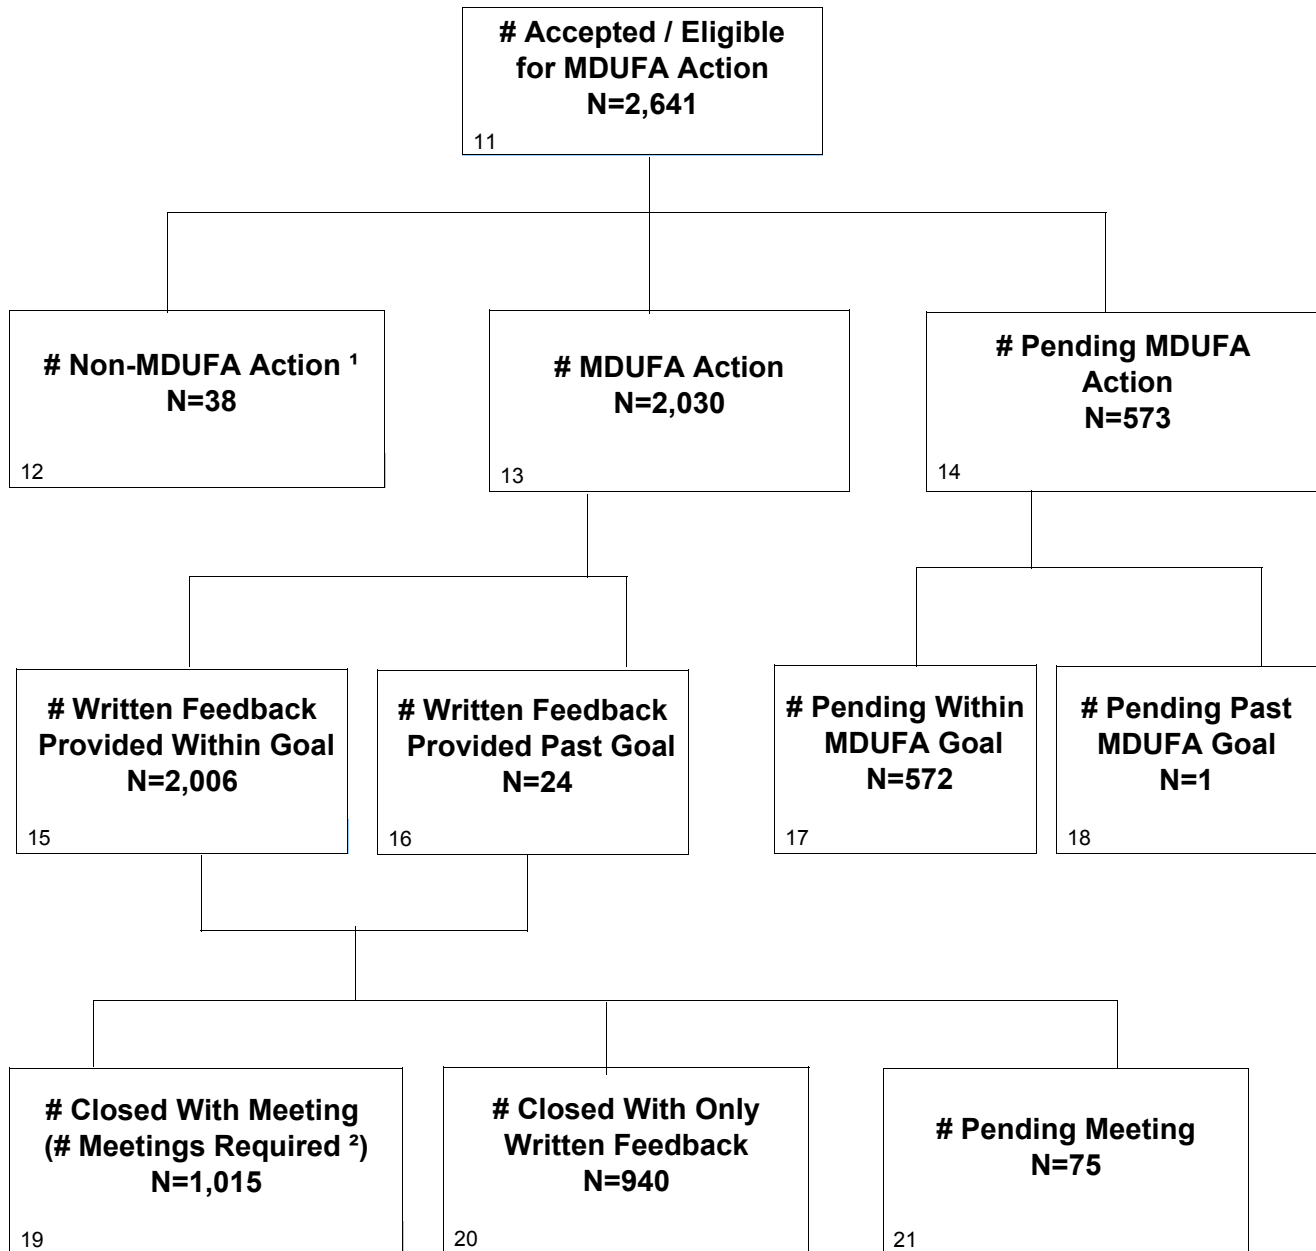 # Accepted / Eligible
for MDUFA Action
N=2,641
11
# Non-MDUFA Action ¹
N=38
12
# MDUFA Action
N=2,030
13
# Pending MDUFA
Action
N=573
14
# Written Feedback
Provided Within Goal
N=2,006
15
# Written Feedback
Provided Past Goal
N=24
16
# Pending Within
MDUFA Goal
N=572
17
# Pending Past
MDUFA Goal
N=1
18
# Closed With Meeting
(# Meetings Required ²)
N=1,015
19
# Closed With Only
Written Feedback
N=940
20
# Pending Meeting
N=75
21